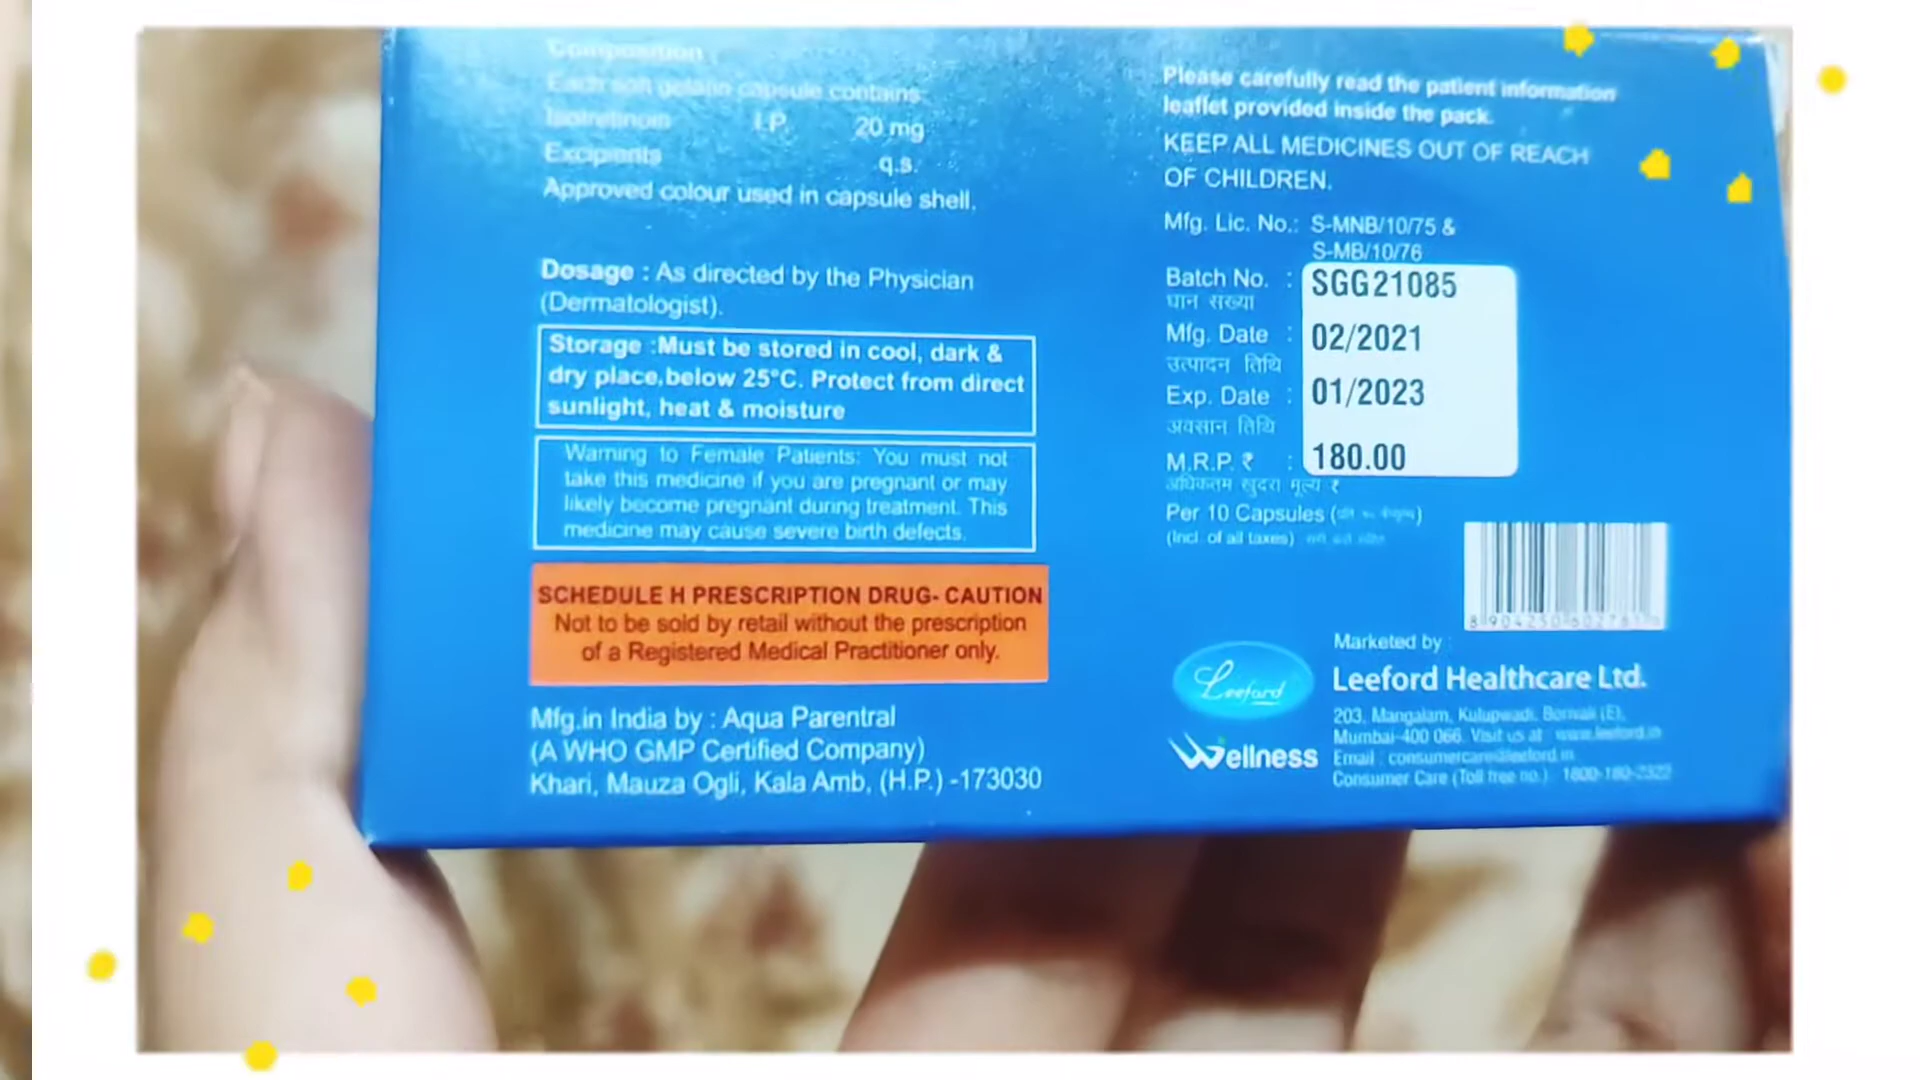 Composition
Each soft gelatin capsule contains:
Isotretinoin I.P. 20 mg
Excipients q.s.
Approved colour used in capsule shell.
Dosage : As directed by the Physician
(Dermatologist).
Storage :Must be stored in cool, dark &
dry place,below 25°C. Protect from direct
sunlight, heat & moisture
Warning to Female Patients: You must not
take this medicine if you are pregnant or may
likely become pregnant during treatment. This
medicine may cause severe birth defects.
SCHEDULE H PRESCRIPTION DRUG- CAUTION
Not to be sold by retail without the prescription
of a Registered Medical Practitioner only.
Mfg.in India by : Aqua Parentral
(A WHO GMP Certified Company)
Khari, Mauza Ogli, Kala Amb, (H.P.) -173030
Please carefully read the patient information
leaflet provided inside the pack.
KEEP ALL MEDICINES OUT OF REACH
OF CHILDREN.
Mfg. Lic. No.: S-MNB/10/75 &
S-MB/10/76
Batch No. : SGG21085
घान संख्या
Mfg. Date : 02/2021
उत्पादन तिथि
Exp. Date : 01/2023
अवसान तिथि
M.R.P. ₹ : 180.00
अधिकतम खुदरा मूल्य ₹
Per 10 Capsules
(Incl. of all taxes)
Marketed by :
Leeford
Leeford Healthcare Ltd.
203, Mangalam, Kulupwadi, Borivali (E),
Mumbai-400 066. Visit us at : www.leeford.in
Wellness
Email : consumercare@leeford.in
Consumer Care (Toll free no.) : 1800-180-2322